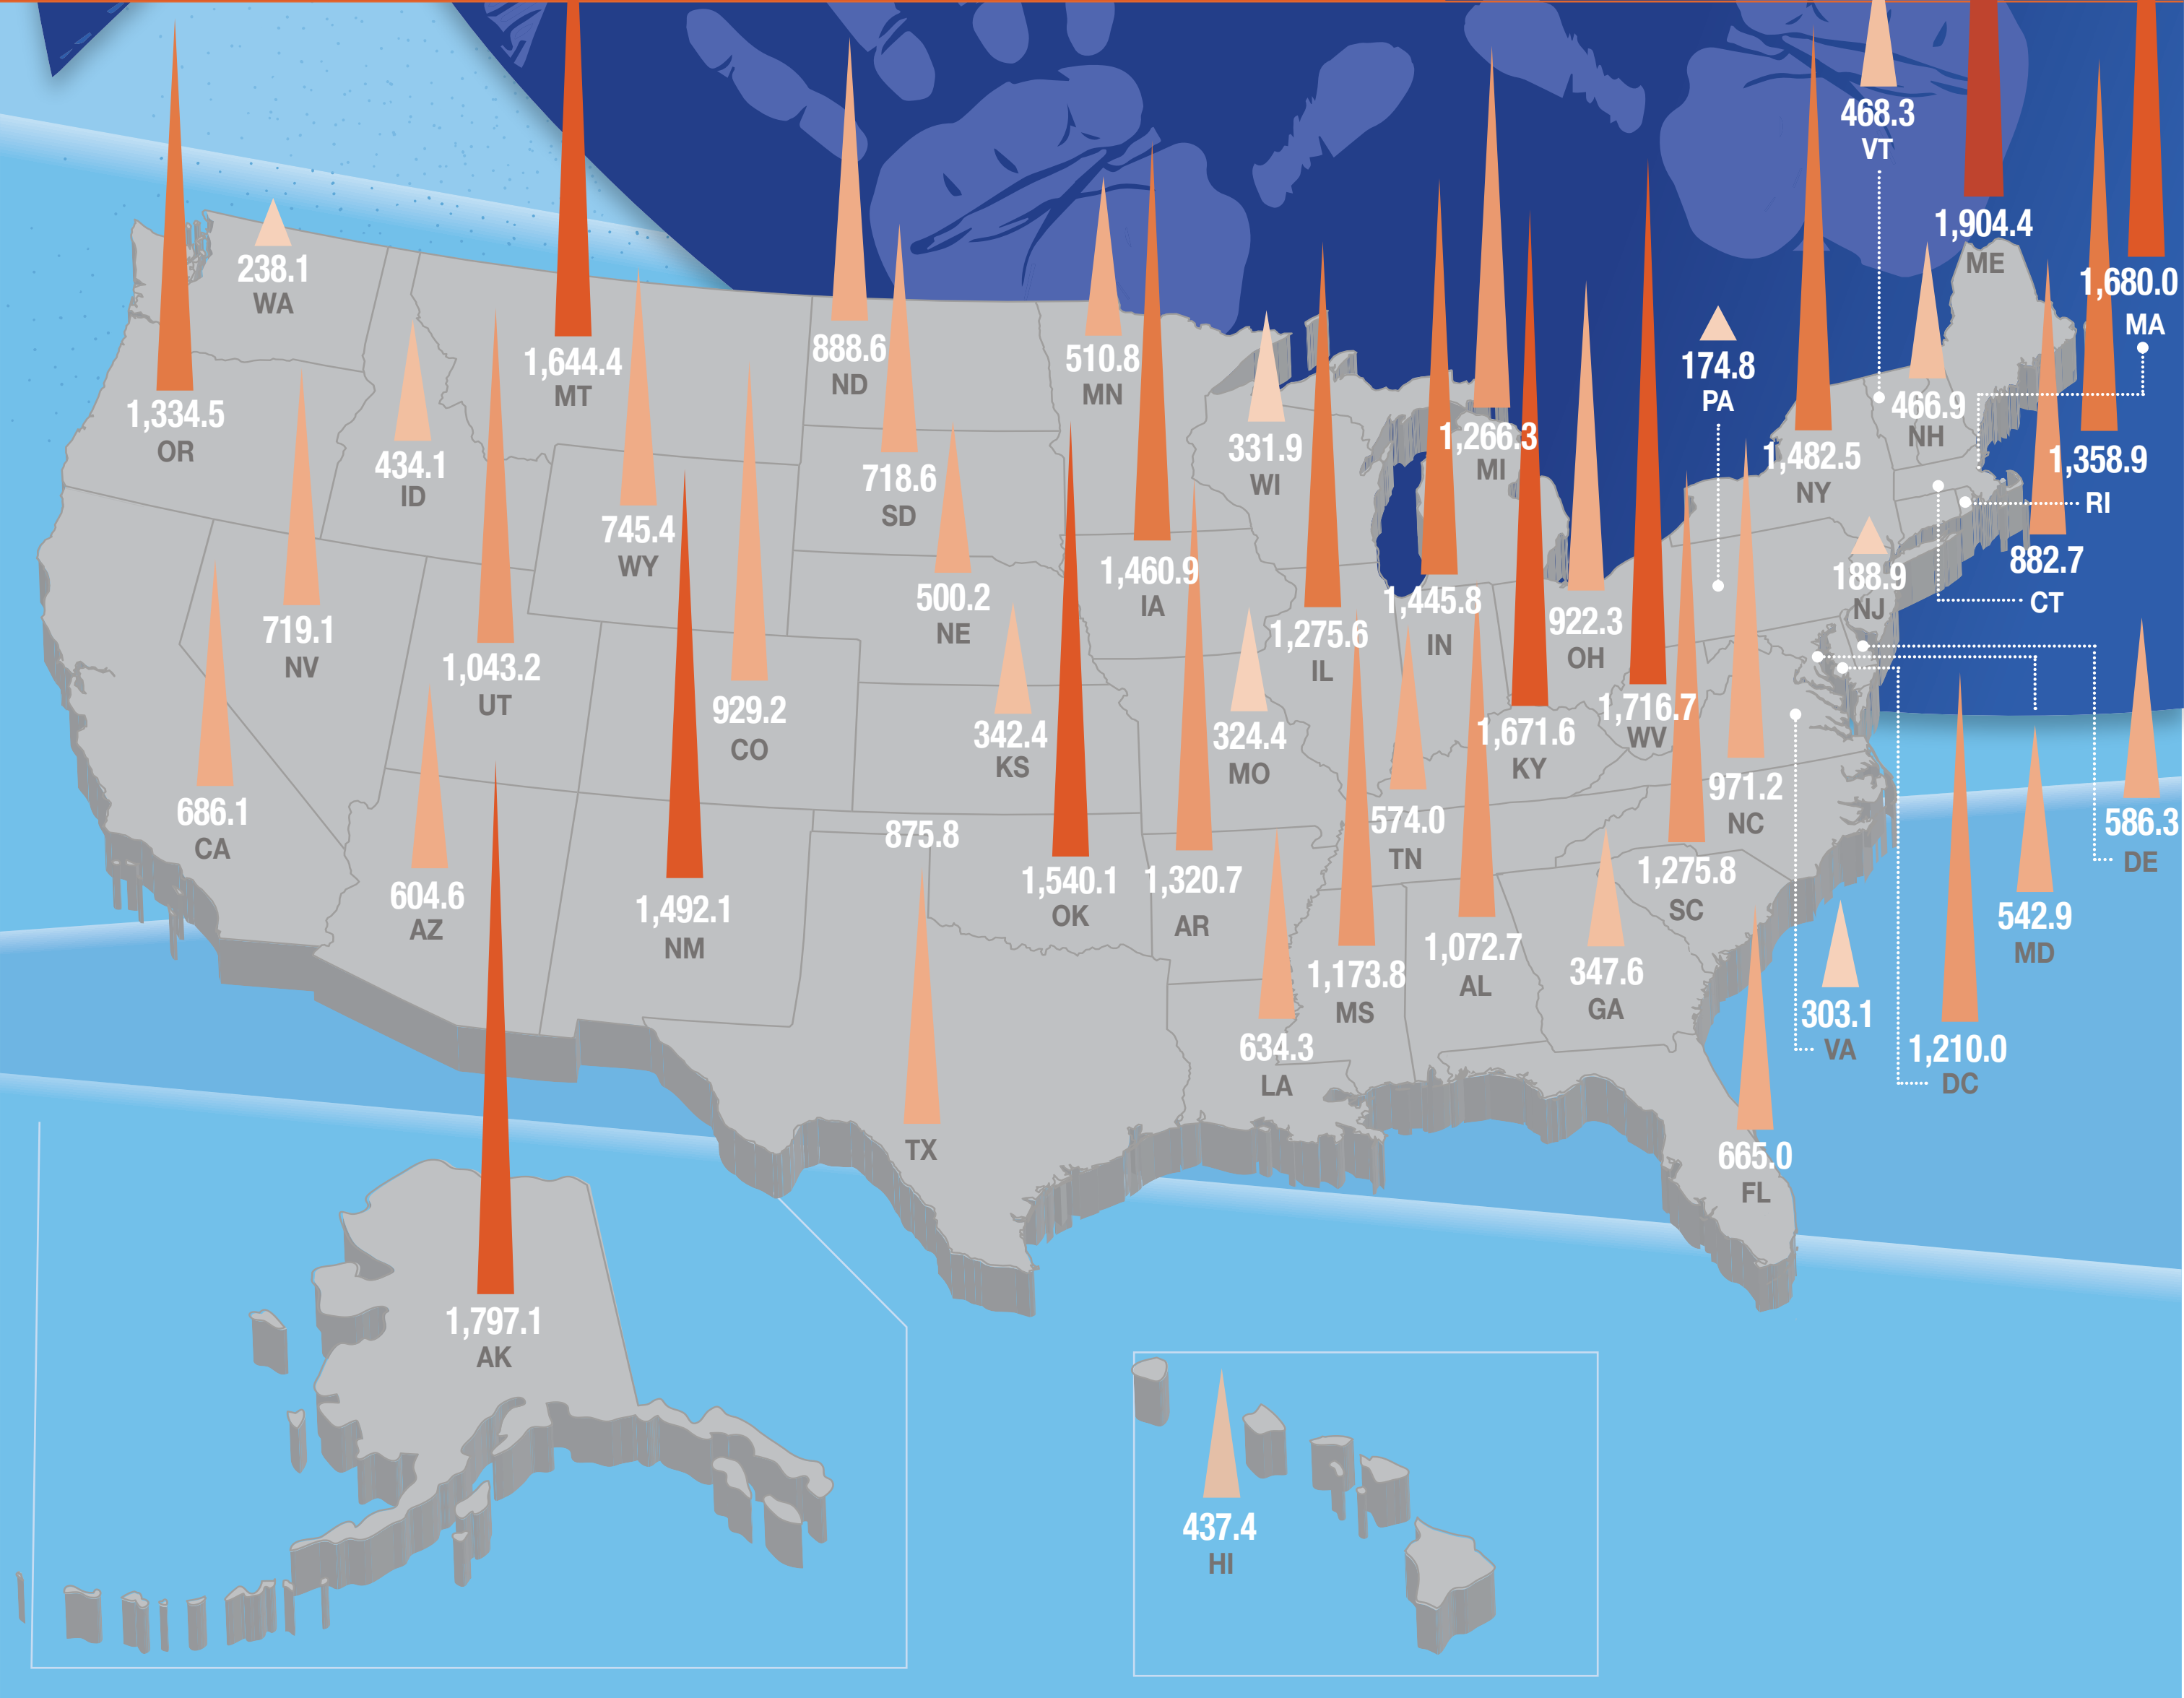 468.3
VT
1,904.4
ME
1,680.0
MA
238.1
WA
1,334.5
OR
434.1
ID
1,644.4
MT
888.6
ND
510.8
MN
331.9
WI
1,266.3
MI
174.8
PA
1,482.5
NY
466.9
NH
1,358.9
RI
745.4
WY
718.6
SD
500.2
NE
1,460.9
IA
1,275.6
IL
1,445.8
IN
922.3
OH
188.9
NJ
882.7
CT
719.1
NV
1,043.2
UT
929.2
CO
342.4
KS
324.4
MO
1,671.6
KY
1,716.7
WV
971.2
NC
586.3
DE
686.1
CA
604.6
AZ
1,492.1
NM
875.8
TX
1,540.1
OK
1,320.7
AR
574.0
TN
1,275.8
SC
542.9
MD
634.3
LA
1,173.8
MS
1,072.7
AL
347.6
GA
303.1
VA
1,210.0
DC
665.0
FL
1,797.1
AK
437.4
HI